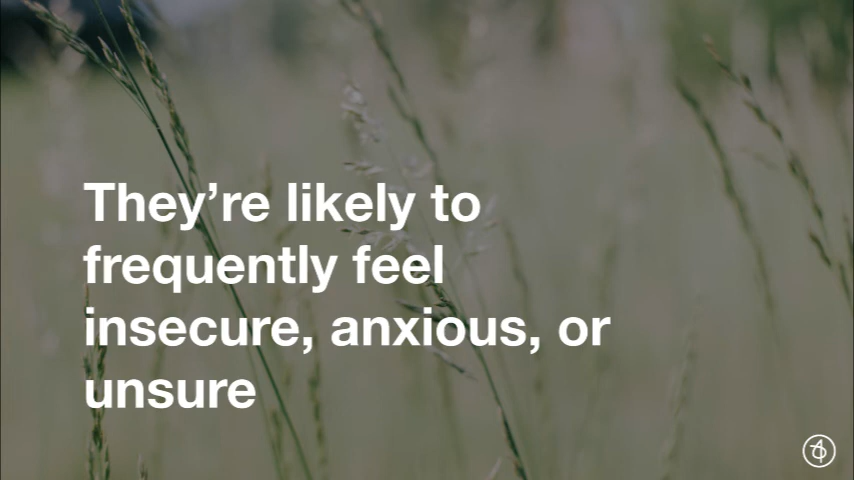 They’re likely to
frequently feel
insecure, anxious, or
unsure